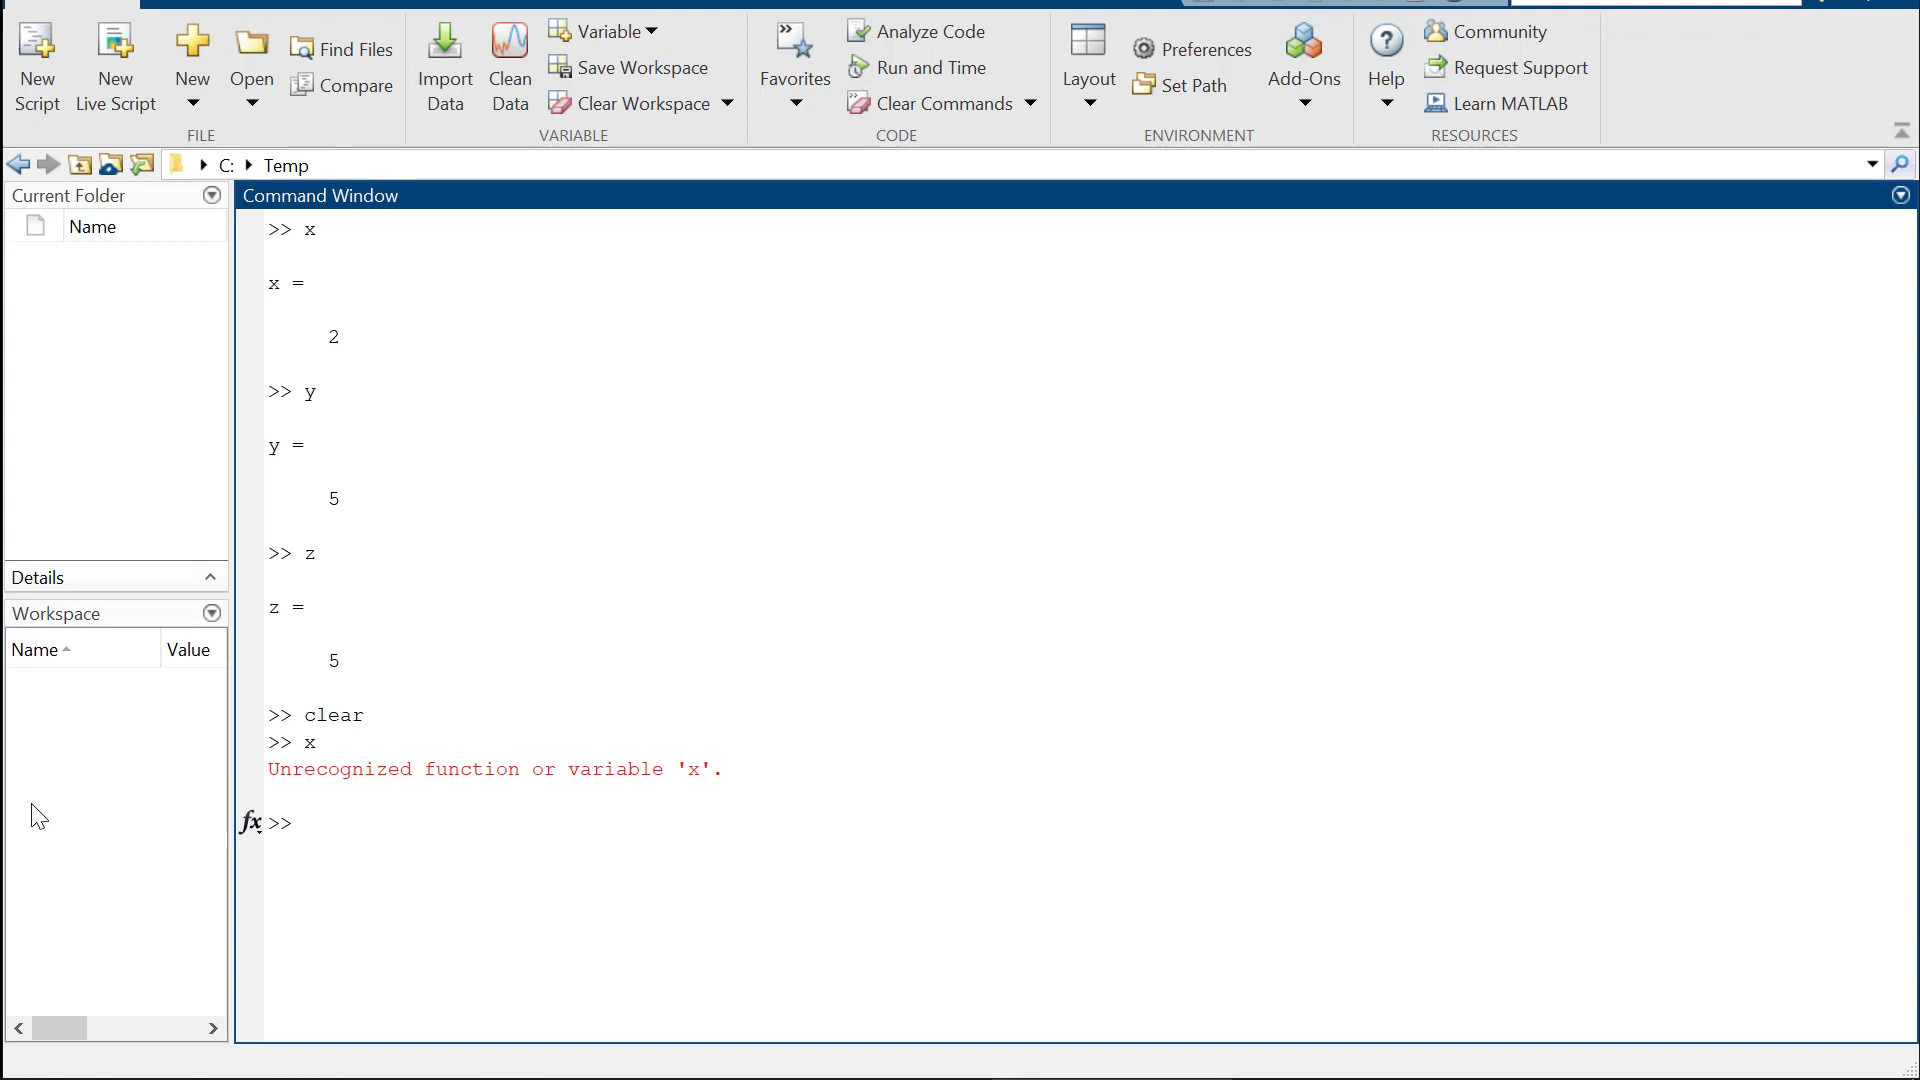 New Script
New Live Script
New
Open
Find Files
Compare
FILE
Import Data
Clean Data
Variable
Save Workspace
Clear Workspace
VARIABLE
Favorites
Analyze Code
Run and Time
Clear Commands
CODE
Layout
Preferences
Set Path
Add-Ons
ENVIRONMENT
Help
Community
Request Support
Learn MATLAB
RESOURCES
C: Temp
Current Folder
Name
Details
Workspace
Name Value
Command Window
>> x
x =
2
>> y
y =
5
>> z
z =
5
>> clear
>> x
Unrecognized function or variable 'x'.
fx >>